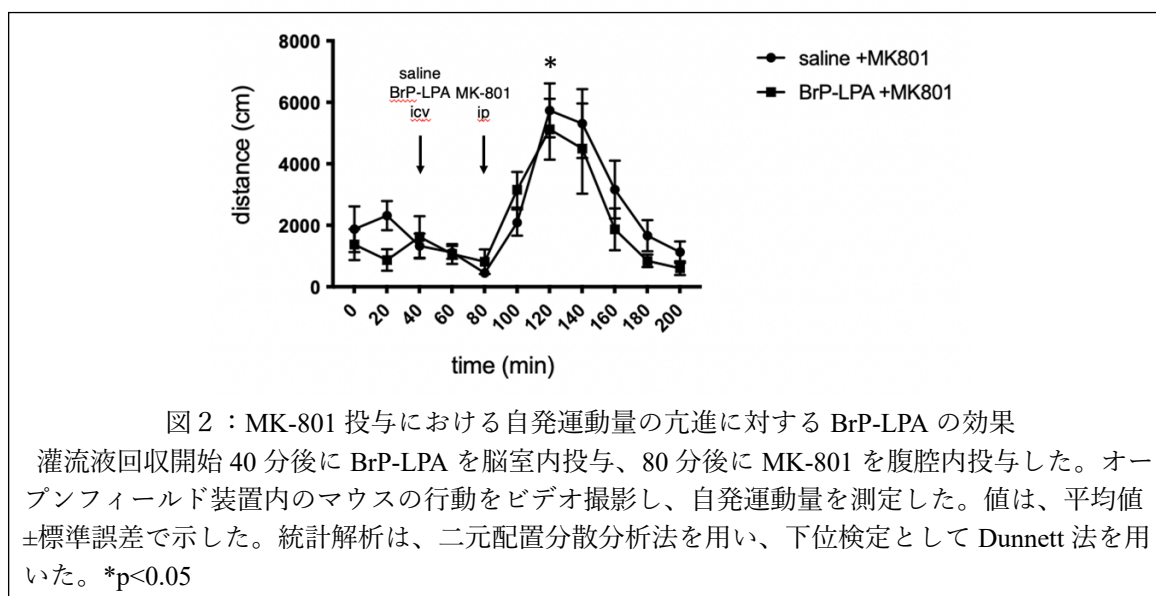 8000
6000
4000
2000
0
distance (cm)
saline
BrP-LPA MK-801
icv ip
*
saline +MK801
BrP-LPA +MK801
0 20 40 60 80 100 120 140 160 180 200
time (min)
図２：MK-801 投与における自発運動量の亢進に対する BrP-LPA の効果
灌流液回収開始 40 分後に BrP-LPA を脳室内投与、80 分後に MK-801 を腹腔内投与した。オー
プンフィールド装置内のマウスの行動をビデオ撮影し、自発運動量を測定した。値は、平均値
±標準誤差で示した。統計解析は、二元配置分散分析法を用い、下位検定として Dunnett 法を用
いた。*p<0.05